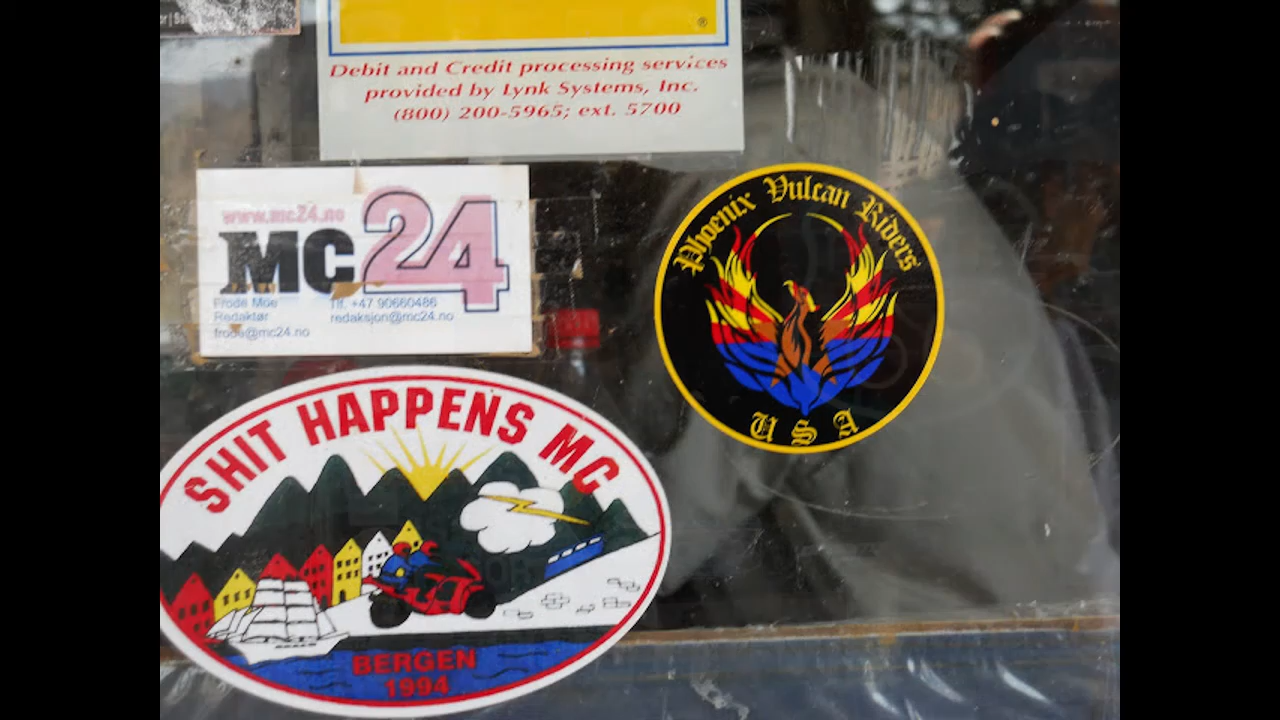 ®
Debit and Credit processing services
provided by Lynk Systems, Inc.
(800) 200-5965; ext. 5700
www.mc24.no
MC24
Frode Moe
Redaktør
frode@mc24.no
Tlf. +47 90660486
redaksjon@mc24.no
Phoenix Vulcan Riders
USA
SHIT HAPPENS MC
BERGEN
1994